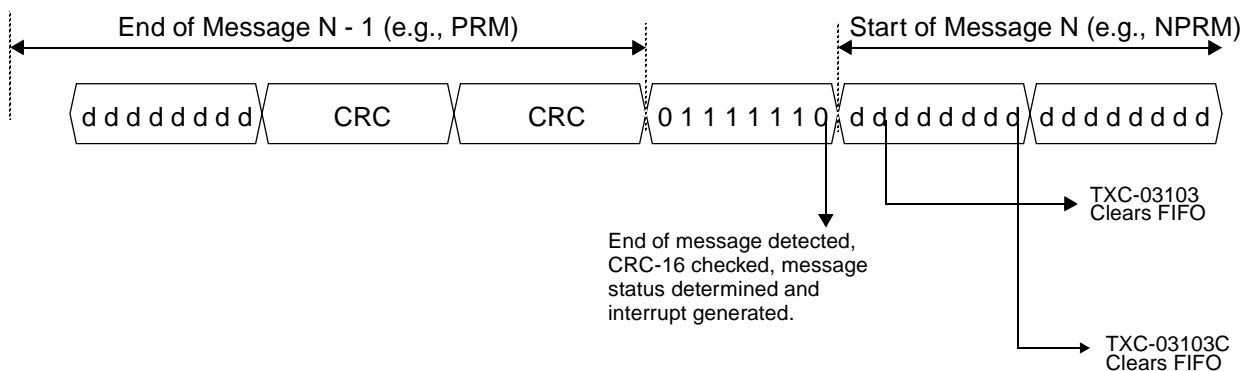 End of Message N - 1 (e.g., PRM)
Start of Message N (e.g., NPRM)
d d d d d d d d
CRC
CRC
0 1 1 1 1 1 1 0
d d d d d d d d
d d d d d d d d
TXC-03103
Clears FIFO
End of message detected,
CRC-16 checked, message
status determined and
interrupt generated.
TXC-03103C
Clears FIFO